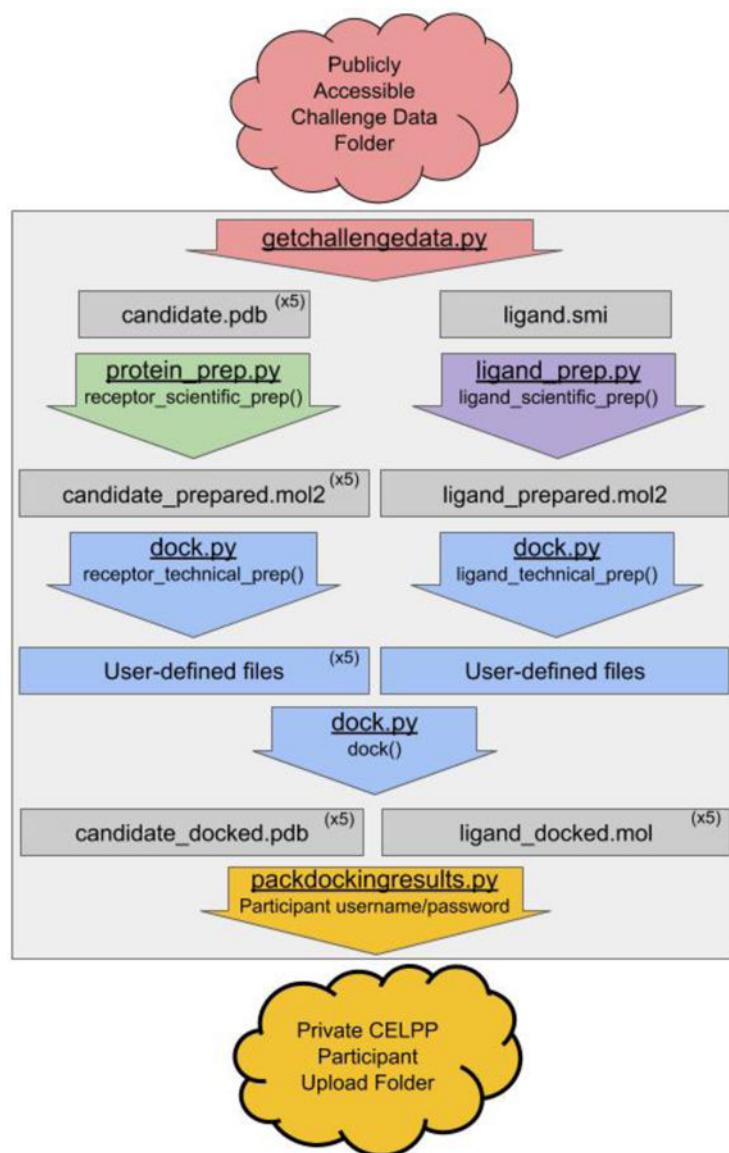 Publicly
Accessible
Challenge Data
Folder
getchallengedata.py
candidate.pdb (x5)
ligand.smi
protein_prep.py
receptor_scientific_prep()
ligand_prep.py
ligand_scientific_prep()
candidate_prepared.mol2 (x5)
ligand_prepared.mol2
dock.py
receptor_technical_prep()
dock.py
ligand_technical_prep()
User-defined files (x5)
User-defined files
dock.py
dock()
candidate_docked.pdb (x5)
ligand_docked.mol (x5)
packdockingresults.py
Participant username/password
Private CELPP
Participant
Upload Folder